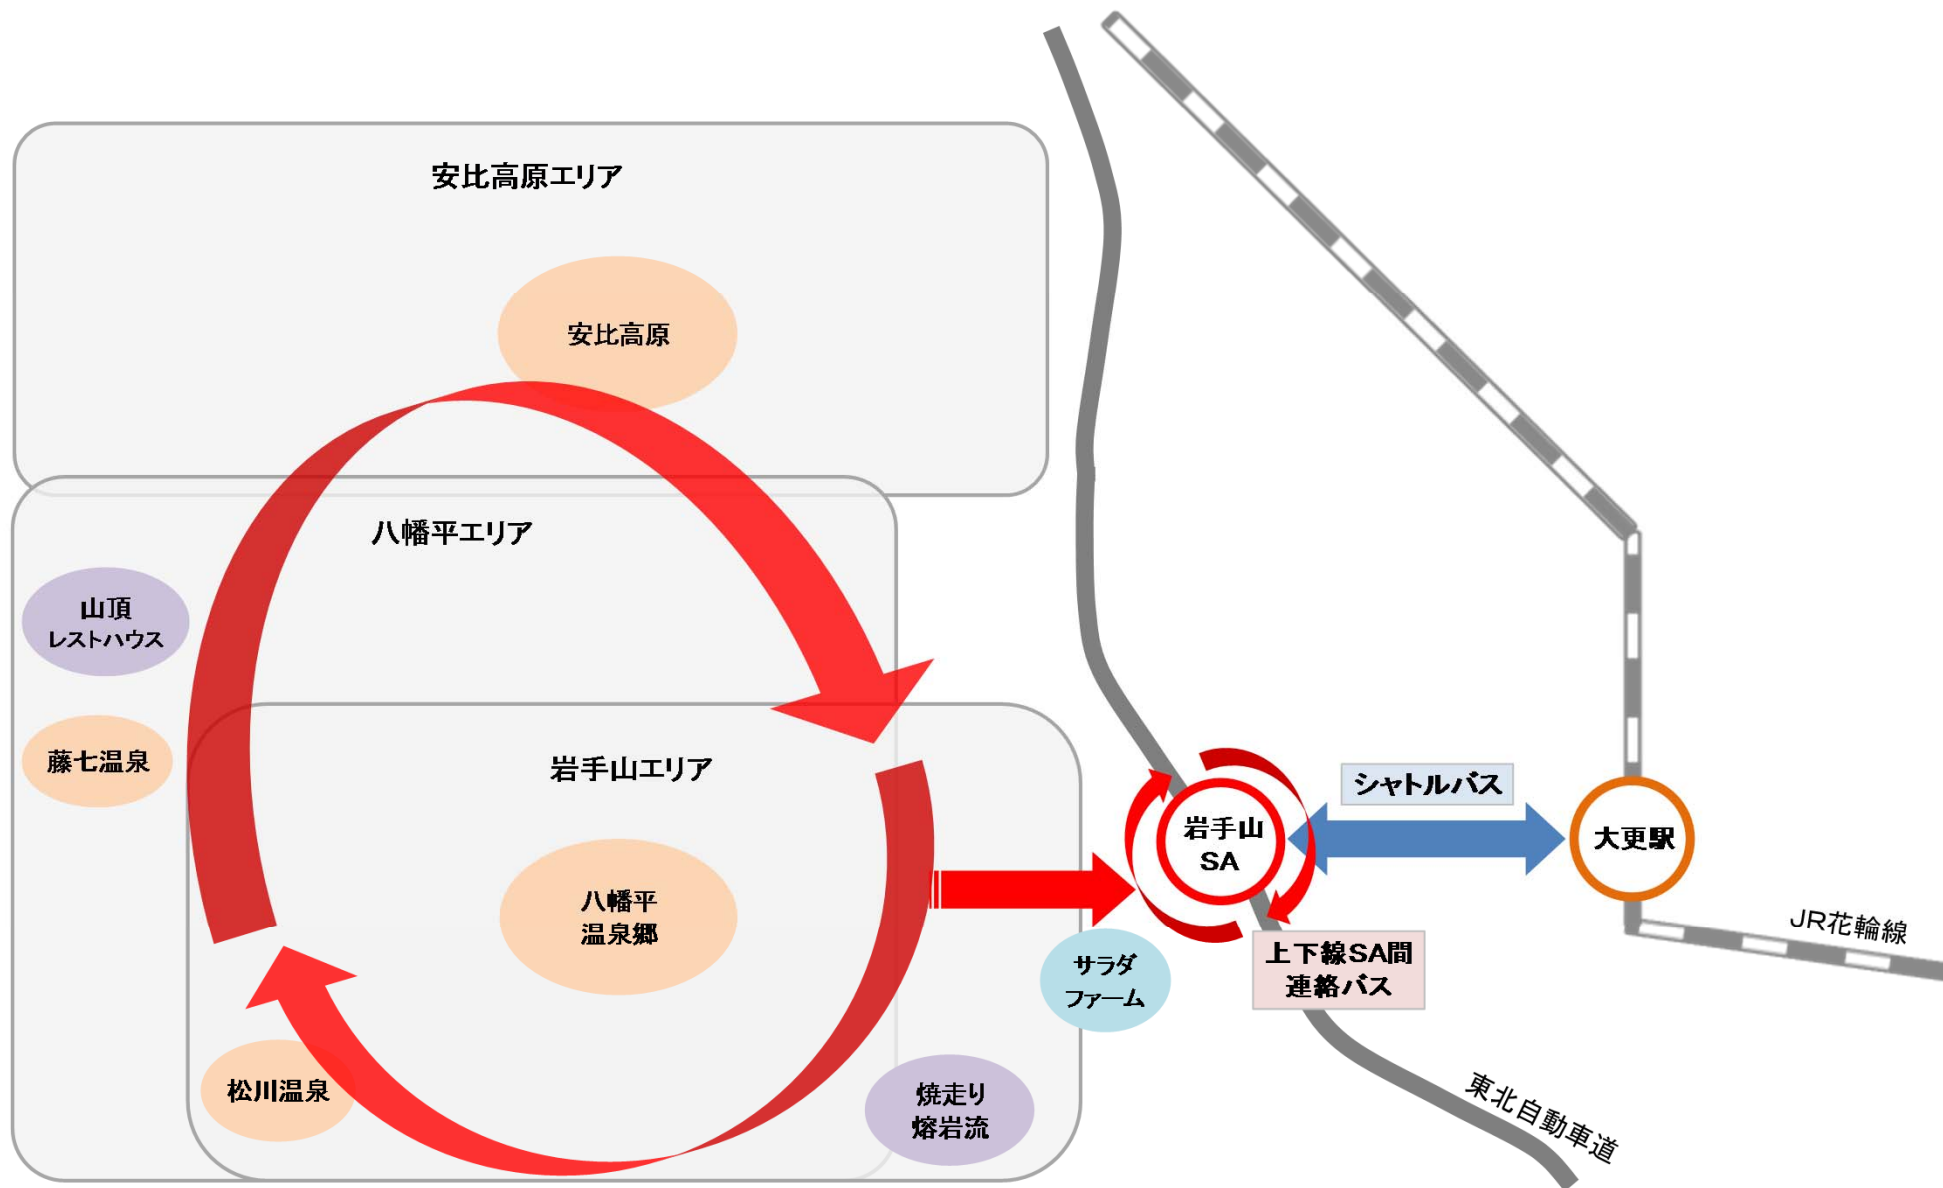 安比高原エリア
安比高原
八幡平エリア
山頂
レストハウス
藤七温泉
岩手山エリア
八幡平
温泉郷
松川温泉
焼走り
熔岩流
サラダ
ファーム
岩手山
SA
シャトルバス
大更駅
上下線SA間
連絡バス
JR花輪線
東北自動車道